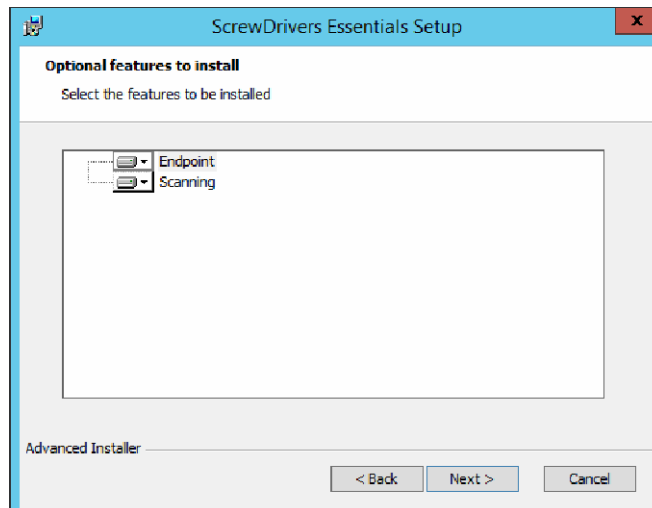 ScrewDrivers Essentials Setup
x
Optional features to install
Select the features to be installed
Endpoint
Scanning
Advanced Installer
< Back Next > Cancel